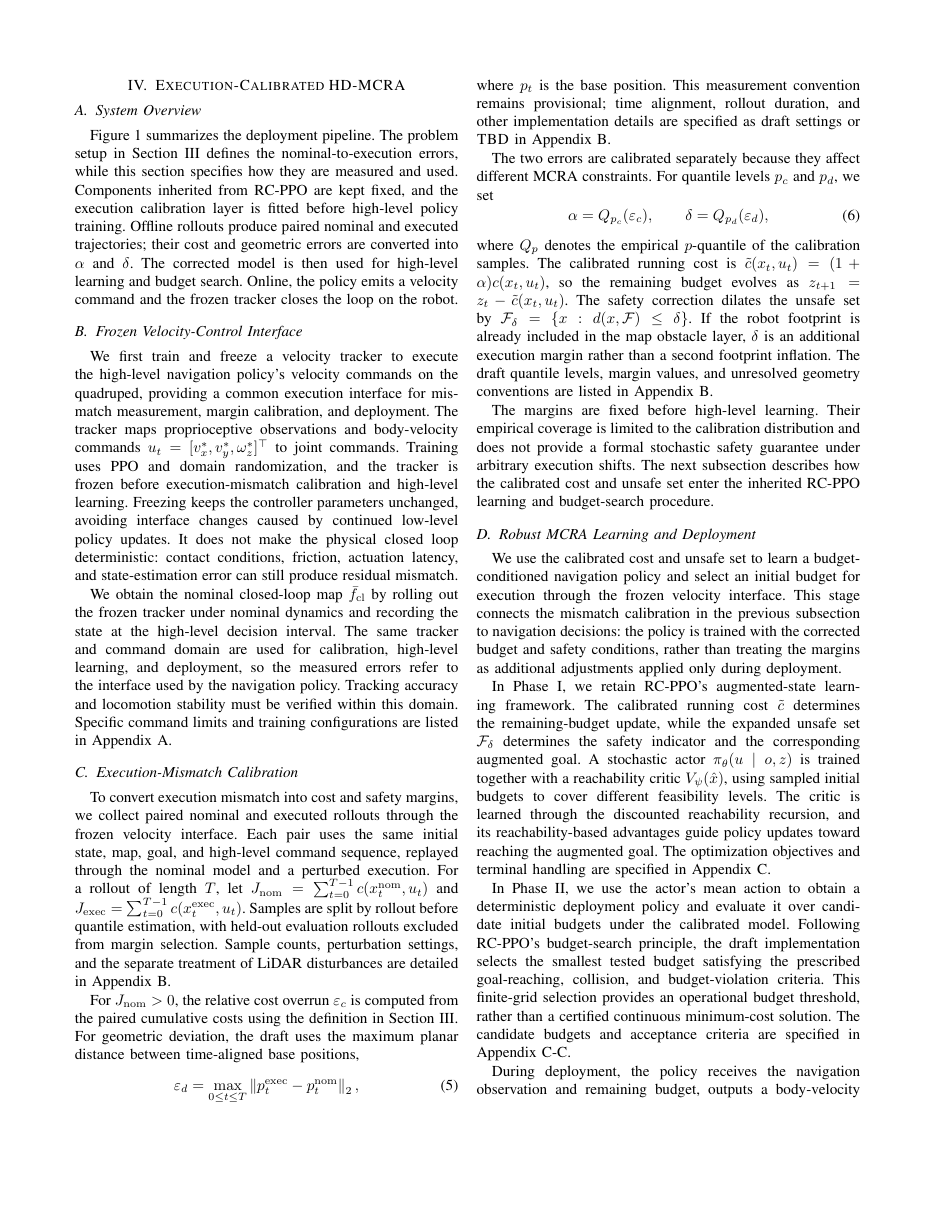 IV. EXECUTION-CALIBRATED HD-MCRA
A. System Overview
Figure 1 summarizes the deployment pipeline. The problem
setup in Section III defines the nominal-to-execution errors,
while this section specifies how they are measured and used.
Components inherited from RC-PPO are kept fixed, and the
execution calibration layer is fitted before high-level policy
training. Offline rollouts produce paired nominal and executed
trajectories; their cost and geometric errors are converted into
α and δ. The corrected model is then used for high-level
learning and budget search. Online, the policy emits a velocity
command and the frozen tracker closes the loop on the robot.
B. Frozen Velocity-Control Interface
We first train and freeze a velocity tracker to execute
the high-level navigation policy's velocity commands on the
quadruped, providing a common execution interface for mis-
match measurement, margin calibration, and deployment. The
tracker maps proprioceptive observations and body-velocity
commands u_t = [v*_x, v*_y, ω*_z]^⊤ to joint commands. Training
uses PPO and domain randomization, and the tracker is
frozen before execution-mismatch calibration and high-level
learning. Freezing keeps the controller parameters unchanged,
avoiding interface changes caused by continued low-level
policy updates. It does not make the physical closed loop
deterministic: contact conditions, friction, actuation latency,
and state-estimation error can still produce residual mismatch.
We obtain the nominal closed-loop map f̄_cl by rolling out
the frozen tracker under nominal dynamics and recording the
state at the high-level decision interval. The same tracker
and command domain are used for calibration, high-level
learning, and deployment, so the measured errors refer to
the interface used by the navigation policy. Tracking accuracy
and locomotion stability must be verified within this domain.
Specific command limits and training configurations are listed
in Appendix A.
C. Execution-Mismatch Calibration
To convert execution mismatch into cost and safety margins,
we collect paired nominal and executed rollouts through the
frozen velocity interface. Each pair uses the same initial
state, map, goal, and high-level command sequence, replayed
through the nominal model and a perturbed execution. For
a rollout of length T, let J_nom = ∑_{t=0}^{T−1} c(x_t^nom, u_t) and
J_exec = ∑_{t=0}^{T−1} c(x_t^exec, u_t). Samples are split by rollout before
quantile estimation, with held-out evaluation rollouts excluded
from margin selection. Sample counts, perturbation settings,
and the separate treatment of LiDAR disturbances are detailed
in Appendix B.
For J_nom > 0, the relative cost overrun ε_c is computed from
the paired cumulative costs using the definition in Section III.
For geometric deviation, the draft uses the maximum planar
distance between time-aligned base positions,
ε_d = max_{0≤t≤T} ‖p_t^exec − p_t^nom‖_2 , (5)
where p_t is the base position. This measurement convention
remains provisional; time alignment, rollout duration, and
other implementation details are specified as draft settings or
TBD in Appendix B.
The two errors are calibrated separately because they affect
different MCRA constraints. For quantile levels p_c and p_d, we
set
α = Q_{p_c}(ε_c), δ = Q_{p_d}(ε_d), (6)
where Q_p denotes the empirical p-quantile of the calibration
samples. The calibrated running cost is c̃(x_t, u_t) = (1 +
α)c(x_t, u_t), so the remaining budget evolves as z_{t+1} =
z_t − c̃(x_t, u_t). The safety correction dilates the unsafe set
by F_δ = {x : d(x, F) ≤ δ}. If the robot footprint is
already included in the map obstacle layer, δ is an additional
execution margin rather than a second footprint inflation. The
draft quantile levels, margin values, and unresolved geometry
conventions are listed in Appendix B.
The margins are fixed before high-level learning. Their
empirical coverage is limited to the calibration distribution and
does not provide a formal stochastic safety guarantee under
arbitrary execution shifts. The next subsection describes how
the calibrated cost and unsafe set enter the inherited RC-PPO
learning and budget-search procedure.
D. Robust MCRA Learning and Deployment
We use the calibrated cost and unsafe set to learn a budget-
conditioned navigation policy and select an initial budget for
execution through the frozen velocity interface. This stage
connects the mismatch calibration in the previous subsection
to navigation decisions: the policy is trained with the corrected
budget and safety conditions, rather than treating the margins
as additional adjustments applied only during deployment.
In Phase I, we retain RC-PPO's augmented-state learn-
ing framework. The calibrated running cost c̃ determines
the remaining-budget update, while the expanded unsafe set
F_δ determines the safety indicator and the corresponding
augmented goal. A stochastic actor π_θ(u | o, z) is trained
together with a reachability critic V_ψ(x̂), using sampled initial
budgets to cover different feasibility levels. The critic is
learned through the discounted reachability recursion, and
its reachability-based advantages guide policy updates toward
reaching the augmented goal. The optimization objectives and
terminal handling are specified in Appendix C.
In Phase II, we use the actor's mean action to obtain a
deterministic deployment policy and evaluate it over candi-
date initial budgets under the calibrated model. Following
RC-PPO's budget-search principle, the draft implementation
selects the smallest tested budget satisfying the prescribed
goal-reaching, collision, and budget-violation criteria. This
finite-grid selection provides an operational budget threshold,
rather than a certified continuous minimum-cost solution. The
candidate budgets and acceptance criteria are specified in
Appendix C-C.
During deployment, the policy receives the navigation
observation and remaining budget, outputs a body-velocity